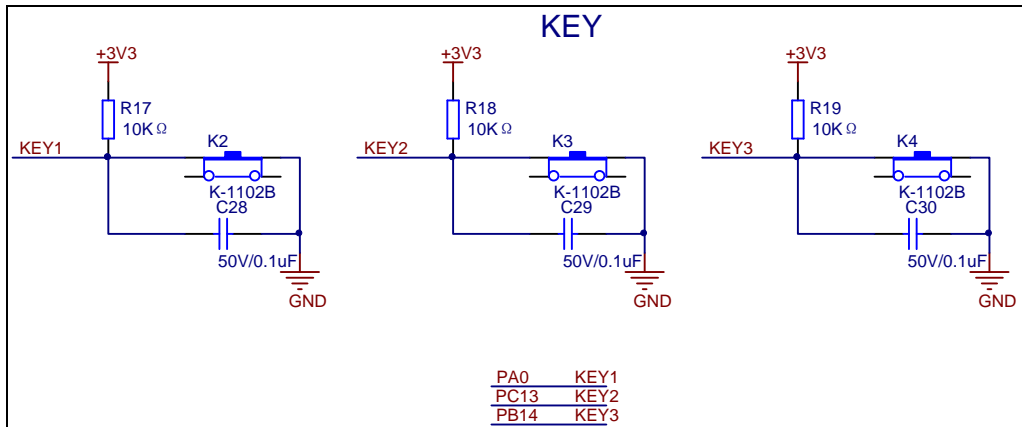 KEY
+3V3
R17
10KΩ
KEY1
K2
K-1102B
C28
50V/0.1uF
GND
+3V3
R18
10KΩ
KEY2
K3
K-1102B
C29
50V/0.1uF
GND
+3V3
R19
10KΩ
KEY3
K4
K-1102B
C30
50V/0.1uF
GND
PA0 KEY1
PC13 KEY2
PB14 KEY3